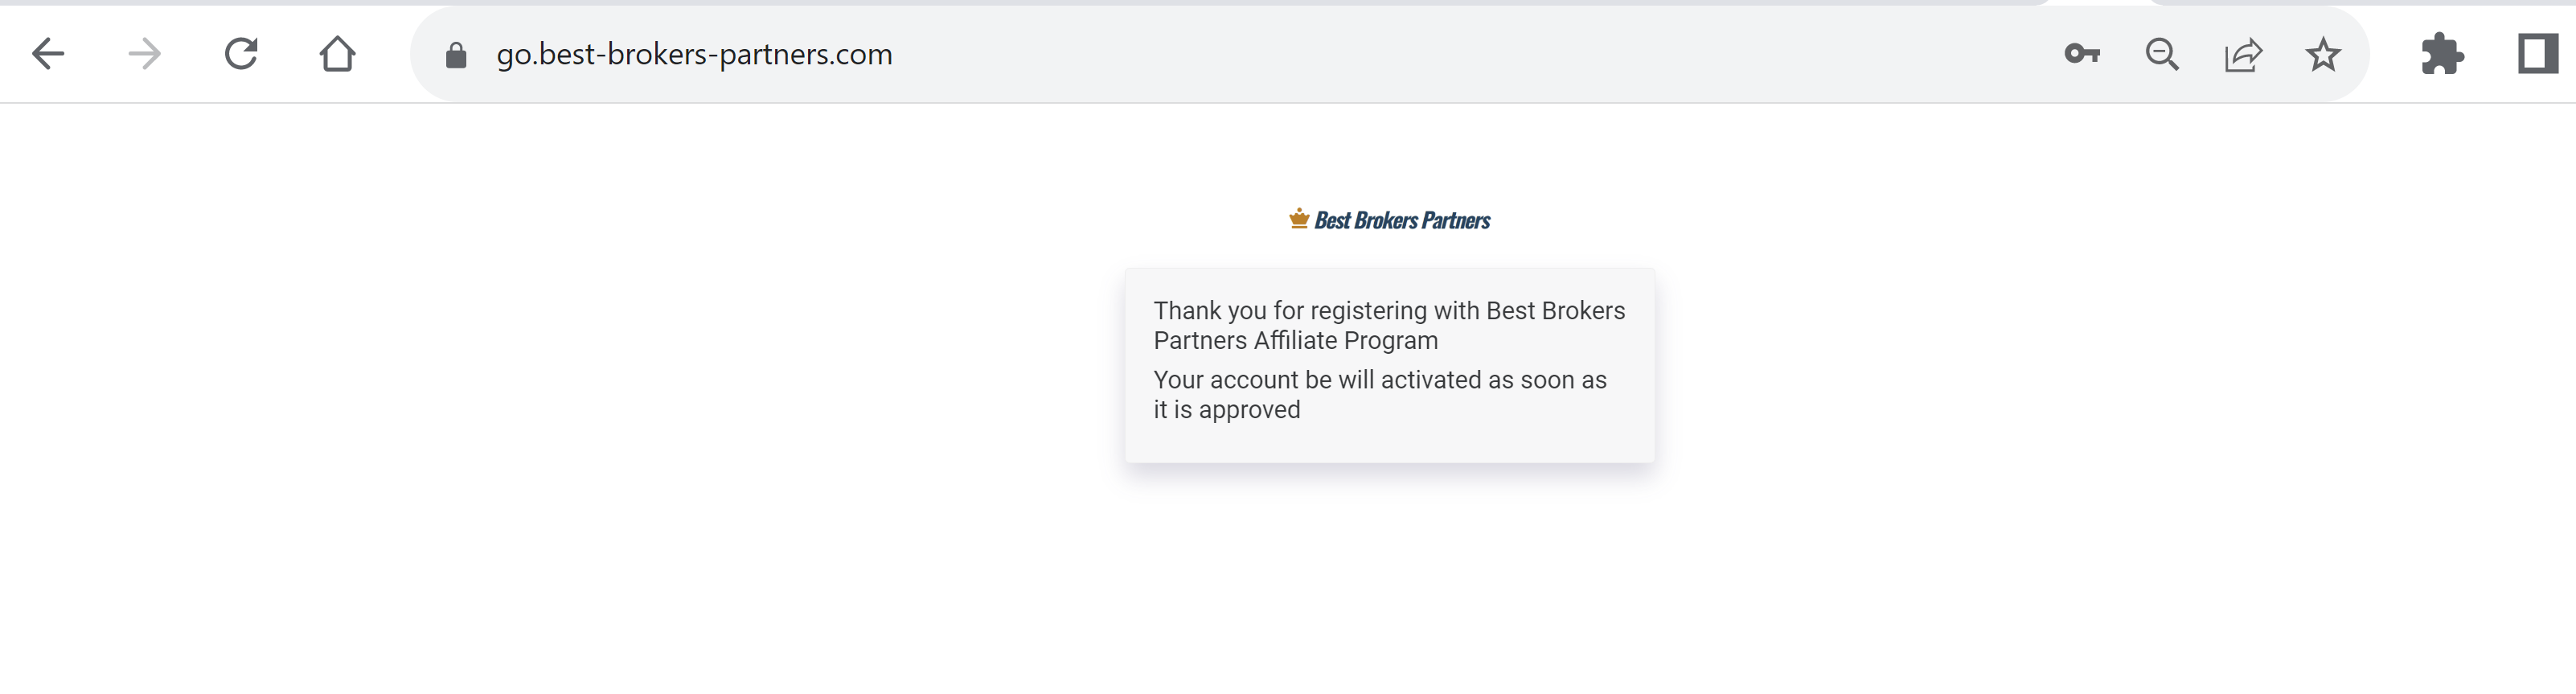 go.best-brokers-partners.com
Best Brokers Partners
Thank you for registering with Best Brokers
Partners Affiliate Program
Your account be will activated as soon as
it is approved